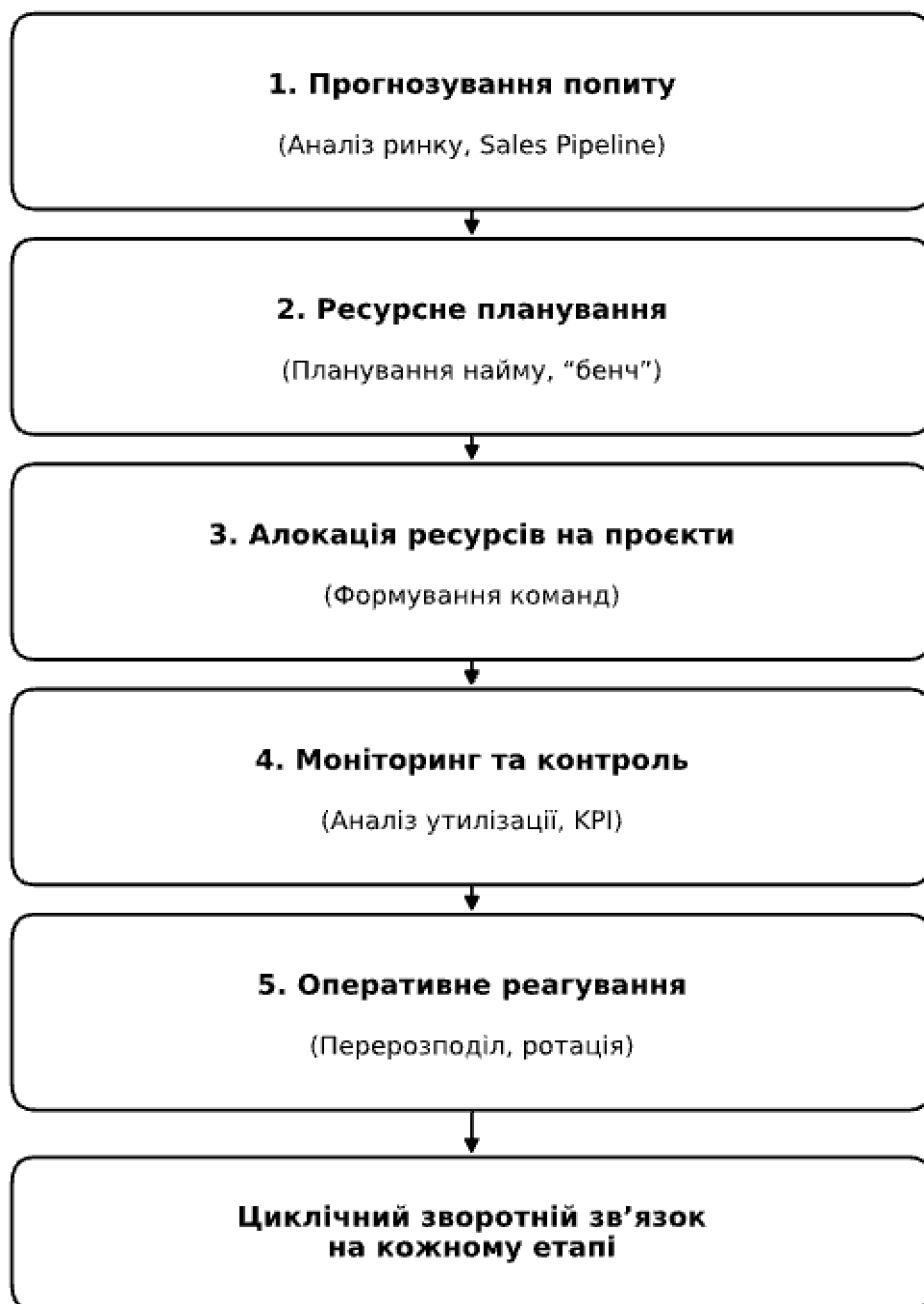 1. Прогнозування попиту
(Аналіз ринку, Sales Pipeline)
2. Ресурсне планування
(Планування найму, “бенч”)
3. Алокація ресурсів на проєкти
(Формування команд)
4. Моніторинг та контроль
(Аналіз утилізації, KPI)
5. Оперативне реагування
(Перерозподіл, ротація)
Циклічний зворотній зв’язок
на кожному етапі